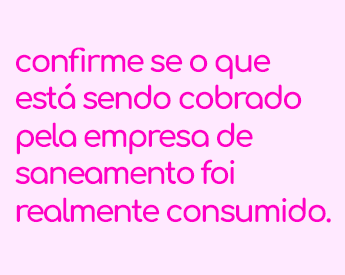 confirme se o que
está sendo cobrado
pela empresa de
saneamento foi
realmente consumido.